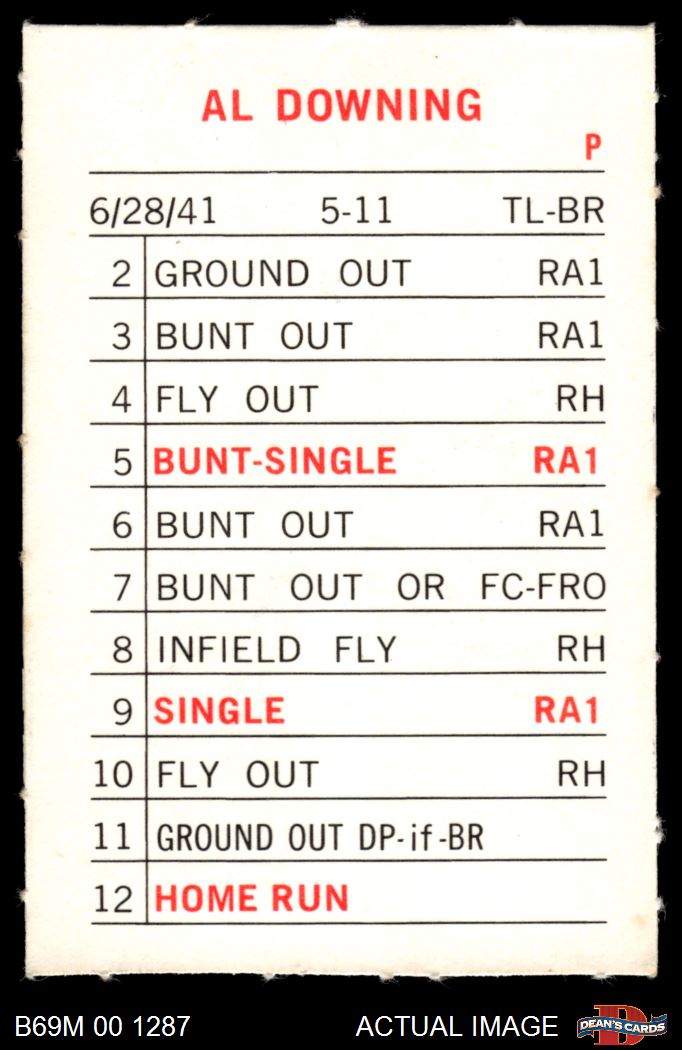 AL DOWNING
P
6/28/41 5-11 TL-BR
2 GROUND OUT RA1
3 BUNT OUT RA1
4 FLY OUT RH
5 BUNT-SINGLE RA1
6 BUNT OUT RA1
7 BUNT OUT OR FC-FRO
8 INFIELD FLY RH
9 SINGLE RA1
10 FLY OUT RH
11 GROUND OUT DP-if-BR
12 HOME RUN
B69M 00 1287 ACTUAL IMAGE D DEAN'S CARDS